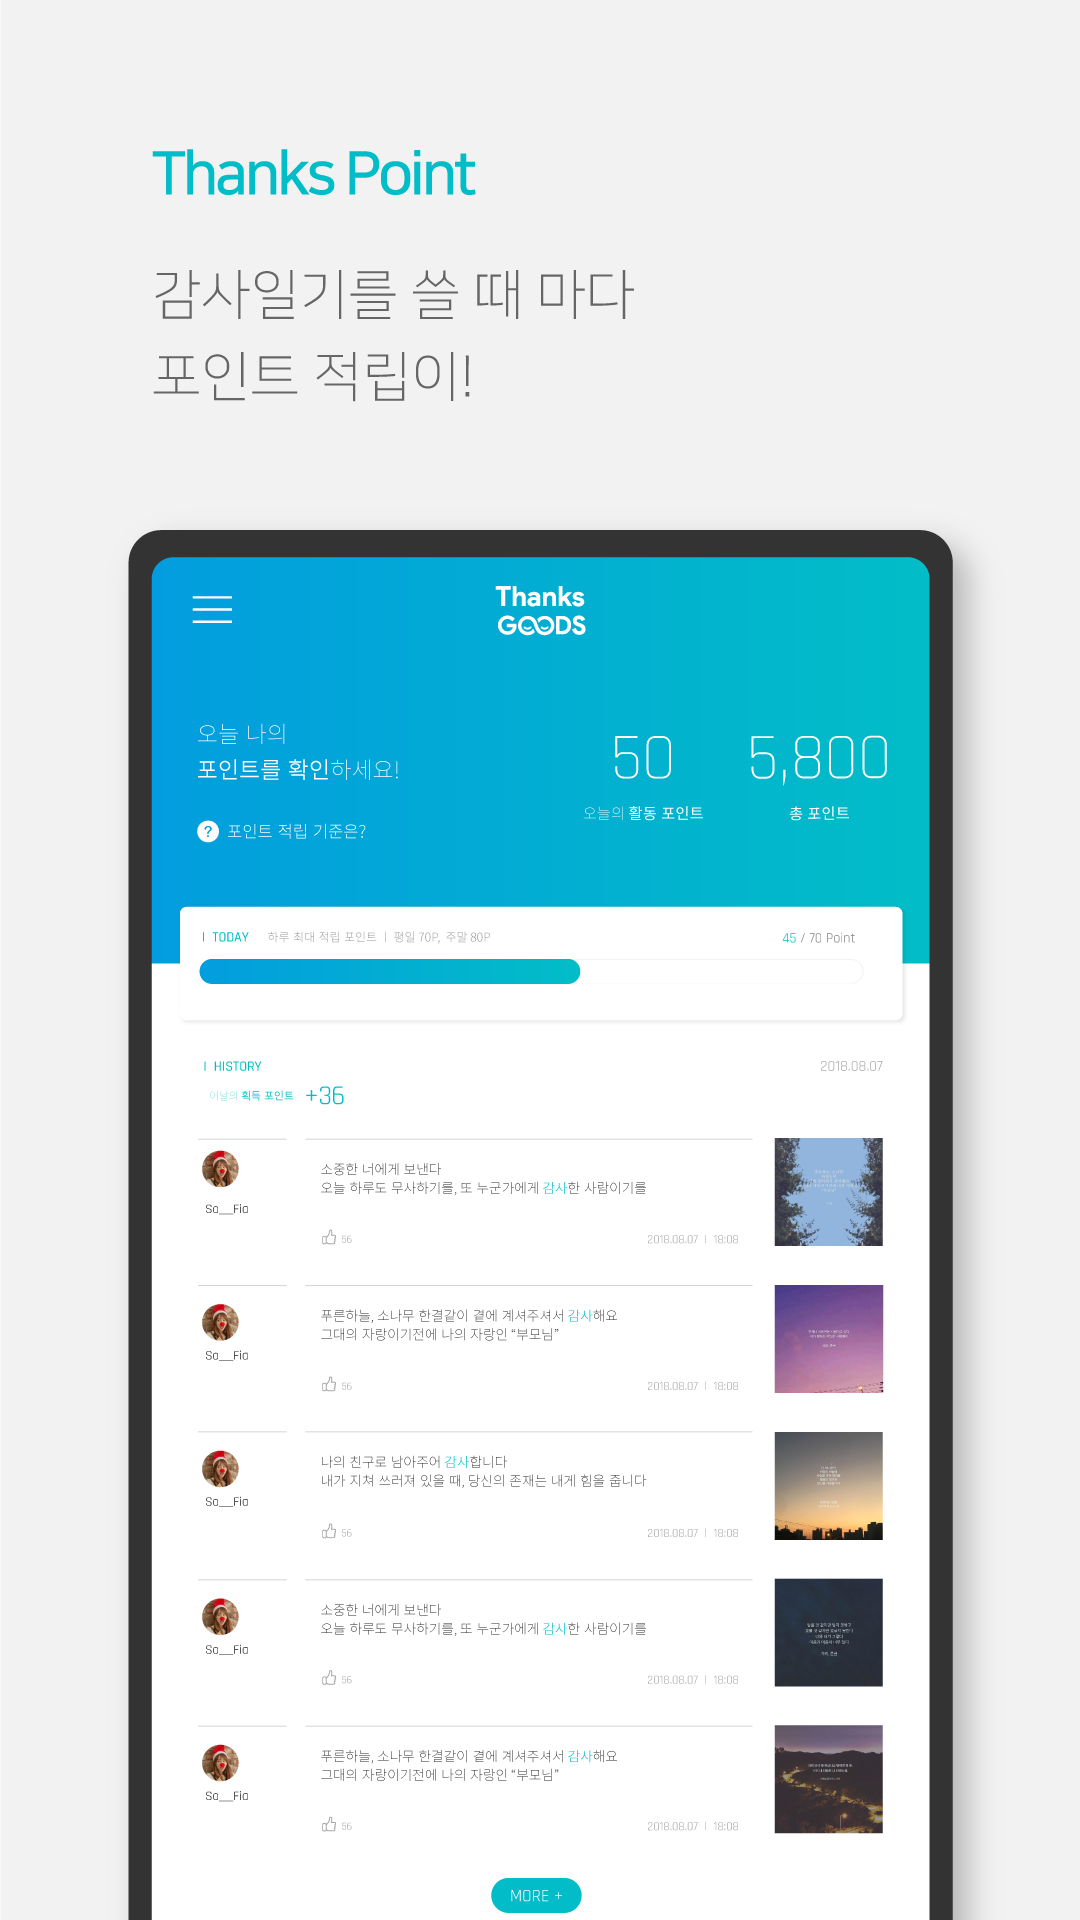 Thanks Point
감사일기를 쓸 때 마다
포인트 적립이!
Thanks
GOODS
오늘 나의
포인트를 확인하세요!
? 포인트 적립 기준은?
50
오늘의 활동 포인트
5,800
총 포인트
TODAY 하루 최대 적립 포인트 | 평일 70P, 주말 80P
45 / 70 Point
HISTORY
2018.08.07
이날의 획득 포인트 +36
So__Fio
소중한 너에게 보낸다
오늘 하루도 무사하기를, 또 누군가에게 감사한 사람이기를
56
2018.08.07 | 18:08
So__Fio
푸른하늘, 소나무 한결같이 곁에 계셔주셔서 감사해요
그대의 자랑이기전에 나의 자랑인 “부모님”
56
2018.08.07 | 18:08
So__Fio
나의 친구로 남아주어 감사합니다
내가 지쳐 쓰러져 있을 때, 당신의 존재는 내게 힘을 줍니다
56
2018.08.07 | 18:08
So__Fio
소중한 너에게 보낸다
오늘 하루도 무사하기를, 또 누군가에게 감사한 사람이기를
56
2018.08.07 | 18:08
So__Fio
푸른하늘, 소나무 한결같이 곁에 계셔주셔서 감사해요
그대의 자랑이기전에 나의 자랑인 “부모님”
56
2018.08.07 | 18:08
MORE +